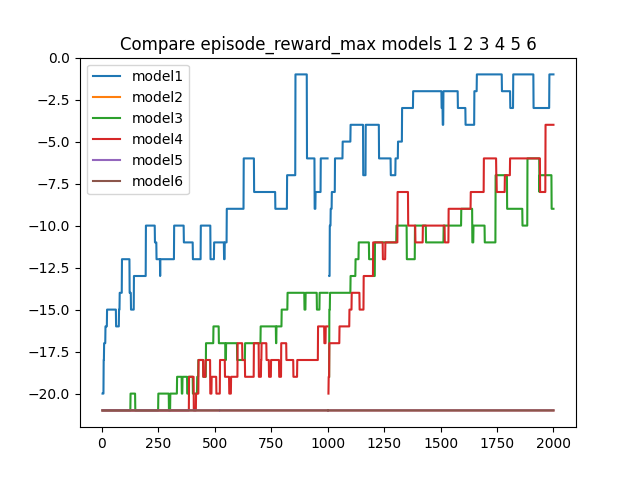 Compare episode_reward_max models 1 2 3 4 5 6
model1
model2
model3
model4
model5
model6
0.0
−2.5
−5.0
−7.5
−10.0
−12.5
−15.0
−17.5
−20.0
0 250 500 750 1000 1250 1500 1750 2000